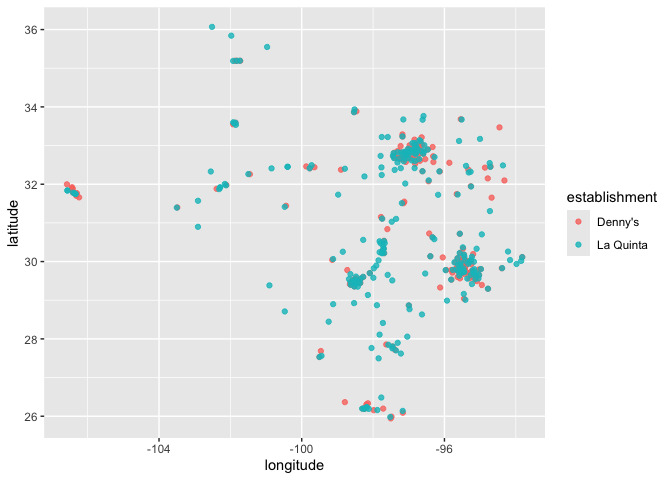 36
34
32
30
28
26
latitude
-104
-100
-96
longitude
establishment
Denny's
La Quinta